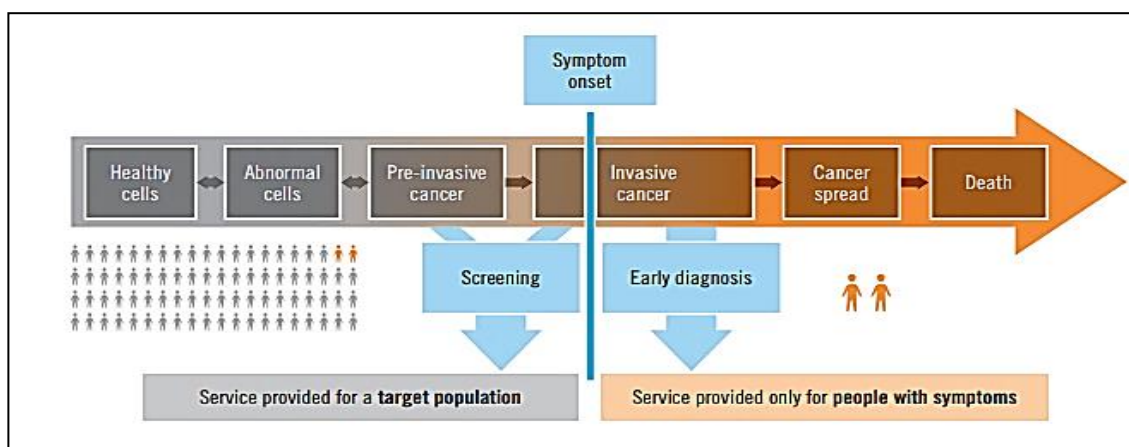 Symptom
onset
Healthy
cells
Abnormal
cells
Pre-invasive
cancer
Invasive
cancer
Cancer
spread
Death
Screening
Early diagnosis
Service provided for a target population
Service provided only for people with symptoms